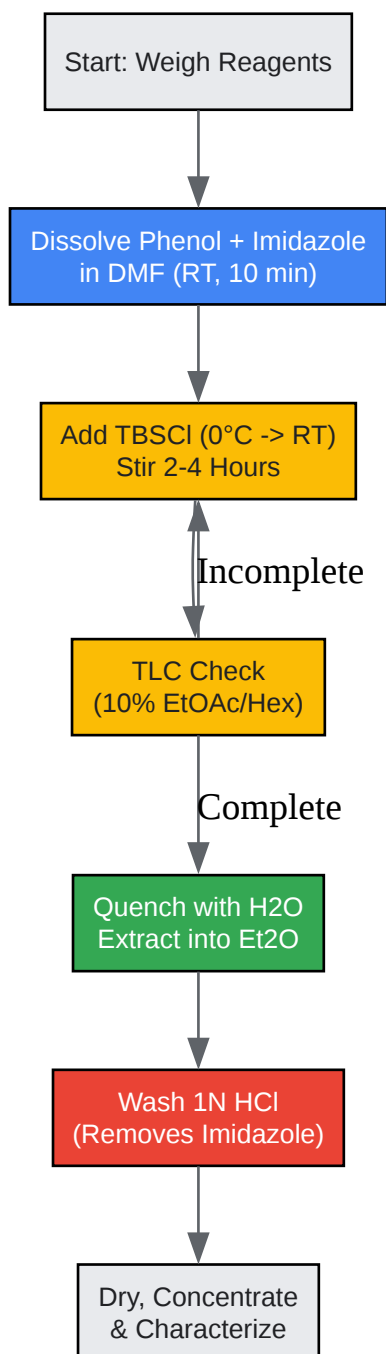 Start: Weigh Reagents
Dissolve Phenol + Imidazole
in DMF (RT, 10 min)
Add TBSCl (0°C -> RT)
Stir 2-4 Hours
Incomplete
TLC Check
(10% EtOAc/Hex)
Complete
Quench with H2O
Extract into Et2O
Wash 1N HCl
(Removes Imidazole)
Dry, Concentrate
& Characterize